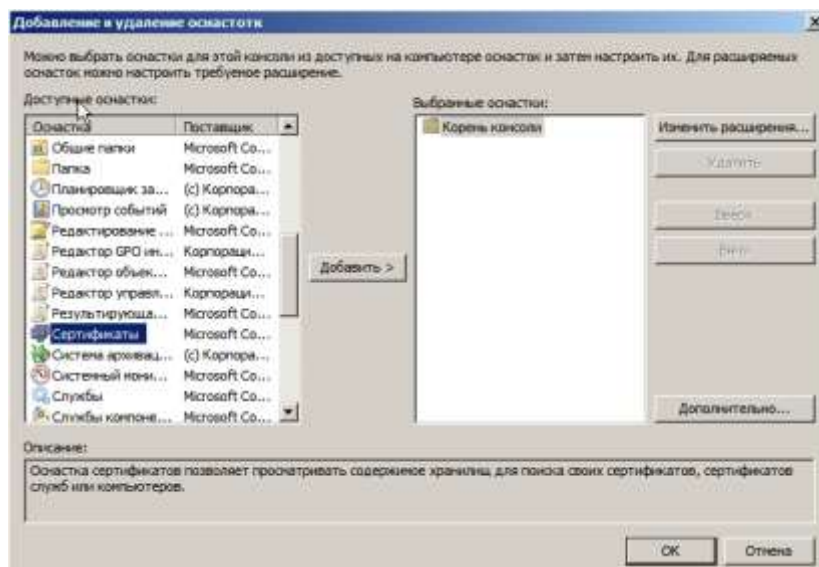 Добавление и удаление оснастотк
Можно выбрать оснастки для этой консоли из доступных на компьютере оснасток и затем настроить их. Для расширяемых
оснасток можно настроить требуемое расширение.
Доступные оснастки:
Оснастка Поставщик
Общие папки Microsoft Co...
Папка Microsoft Co...
Планировщик за... (c) Корпора...
Просмотр событий (c) Корпора...
Редактирование ... Microsoft Co...
Редактор GPO ин... Корпораци...
Редактор объек... Microsoft Co...
Редактор управл... Корпораци...
Результирующа... Microsoft Co...
Сертификаты Microsoft Co...
Система архивац... (c) Корпора...
Системный мони... Microsoft Co...
Службы Microsoft Co...
Службы компоне... Microsoft Co...
Добавить >
Выбранные оснастки:
Корень консоли
Изменить расширения...
Удалить
Вверх
Вниз
Дополнительно...
Описание:
Оснастка сертификатов позволяет просматривать содержимое хранилищ для поиска своих сертификатов, сертификатов
служб или компьютеров.
OK Отмена